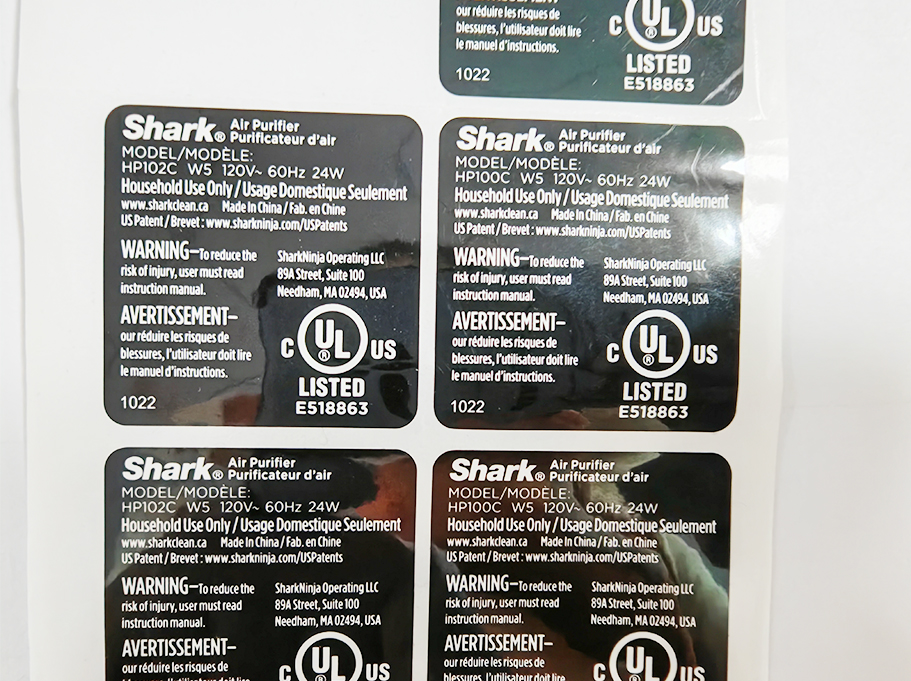 our réduire les risques de
blessures, l'utilisateur doit lire
le manuel d'instructions.
C UL ® US
LISTED
E518863
1022
Shark® Air Purifier
Purificateur d'air
MODEL/MODÈLE:
HP102C W5 120V~ 60Hz 24W
Household Use Only / Usage Domestique Seulement
www.sharkclean.ca Made In China / Fab. en Chine
US Patent / Brevet : www.sharkninja.com/USPatents
WARNING—To reduce the
risk of injury, user must read
instruction manual.
SharkNinja Operating LLC
89A Street, Suite 100
Needham, MA 02494, USA
AVERTISSEMENT—
our réduire les risques de
blessures, l'utilisateur doit lire
le manuel d'instructions.
C UL ® US
LISTED
E518863
1022
Shark® Air Purifier
Purificateur d'air
MODEL/MODÈLE:
HP100C W5 120V~ 60Hz 24W
Household Use Only / Usage Domestique Seulement
www.sharkclean.ca Made In China / Fab. en Chine
US Patent / Brevet : www.sharkninja.com/USPatents
WARNING—To reduce the
risk of injury, user must read
instruction manual.
SharkNinja Operating LLC
89A Street, Suite 100
Needham, MA 02494, USA
AVERTISSEMENT—
our réduire les risques de
blessures, l'utilisateur doit lire
le manuel d'instructions.
C UL ® US
LISTED
E518863
1022
Shark® Air Purifier
Purificateur d'air
MODEL/MODÈLE:
HP102C W5 120V~ 60Hz 24W
Household Use Only / Usage Domestique Seulement
www.sharkclean.ca Made In China / Fab. en Chine
US Patent / Brevet : www.sharkninja.com/USPatents
WARNING—To reduce the
risk of injury, user must read
instruction manual.
SharkNinja Operating LLC
89A Street, Suite 100
Needham, MA 02494, USA
AVERTISSEMENT—
our réduire les risques de
C UL ® US
Shark® Air Purifier
Purificateur d'air
MODEL/MODÈLE:
HP100C W5 120V~ 60Hz 24W
Household Use Only / Usage Domestique Seulement
www.sharkclean.ca Made In China / Fab. en Chine
US Patent / Brevet : www.sharkninja.com/USPatents
WARNING—To reduce the
risk of injury, user must read
instruction manual.
SharkNinja Operating LLC
89A Street, Suite 100
Needham, MA 02494, USA
AVERTISSEMENT—
our réduire les risques de
blessures, l'utilisateur doit lire
C UL ® US